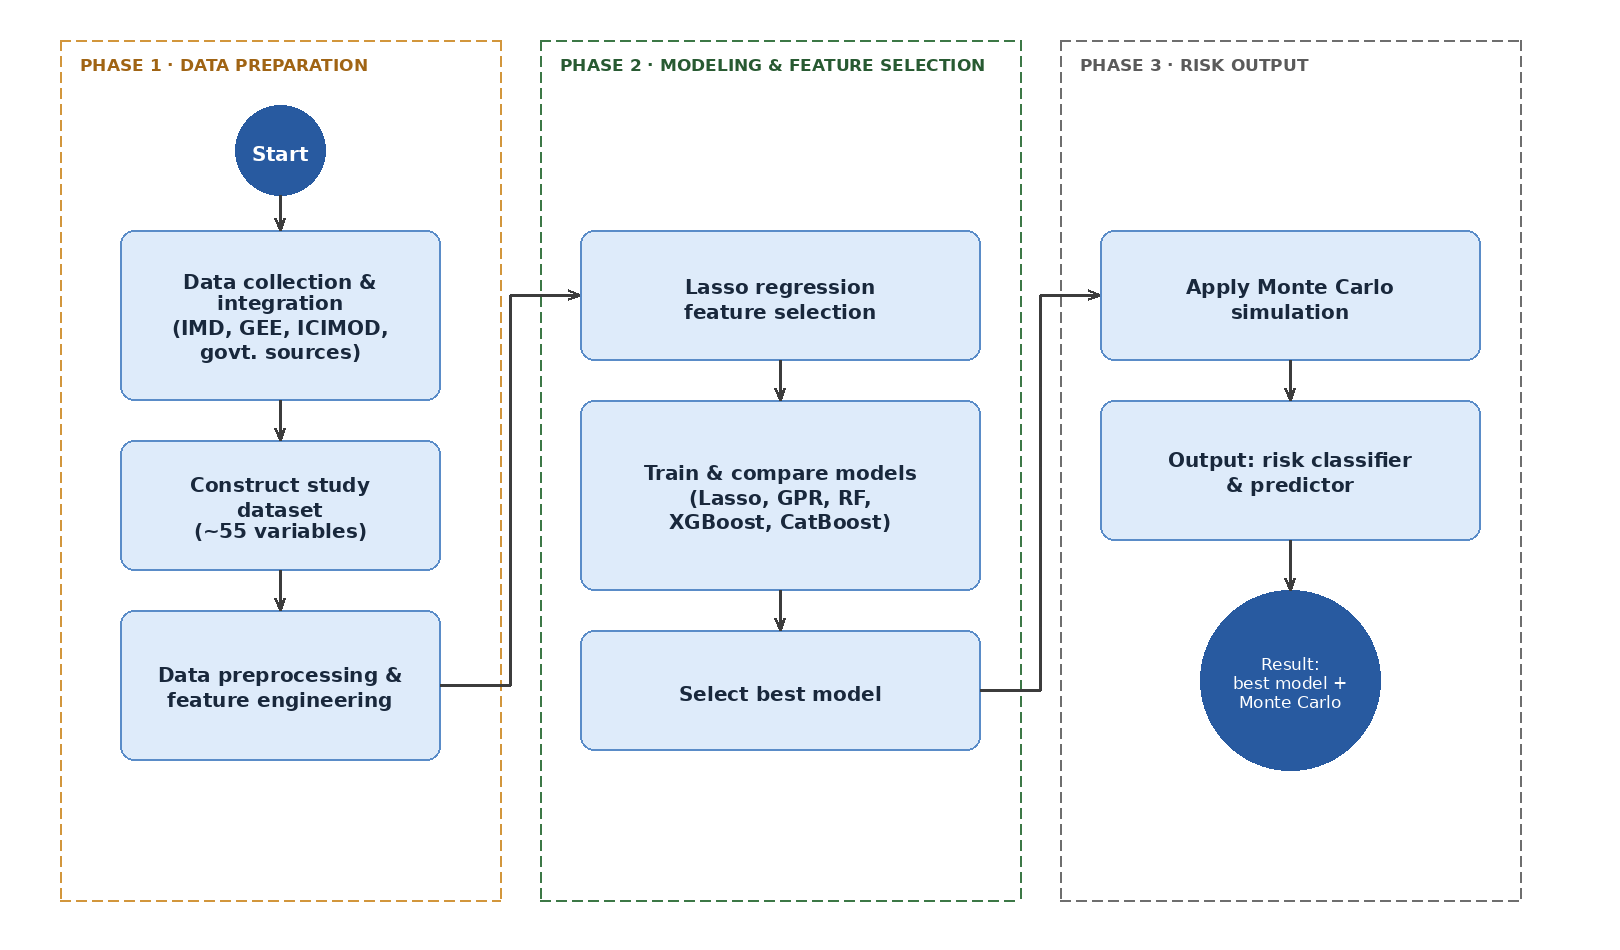 PHASE 1 · DATA PREPARATION
Start
Data collection &
integration
(IMD, GEE, ICIMOD,
govt. sources)
Construct study
dataset
(~55 variables)
Data preprocessing &
feature engineering
PHASE 2 · MODELING & FEATURE SELECTION
Lasso regression
feature selection
Train & compare models
(Lasso, GPR, RF,
XGBoost, CatBoost)
Select best model
PHASE 3 · RISK OUTPUT
Apply Monte Carlo
simulation
Output: risk classifier
& predictor
Result:
best model +
Monte Carlo